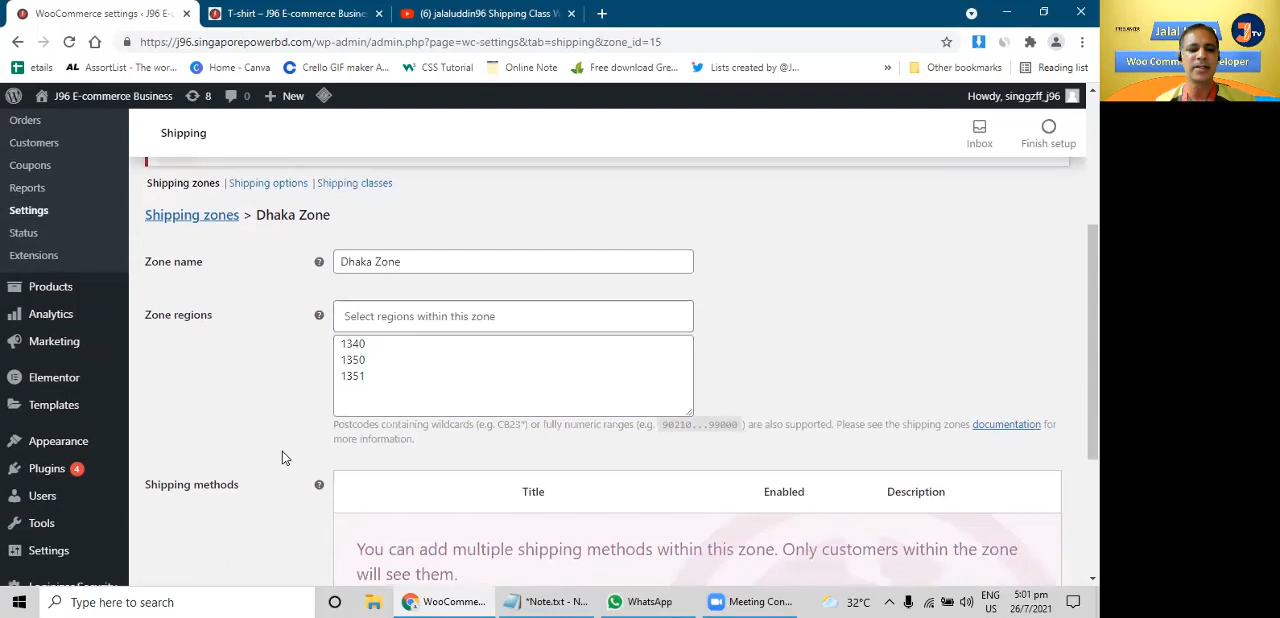 WooCommerce settings ‹ J96 E-c
T-shirt – J96 E-commerce Busine
(6) jalaluddin96 Shipping Class W
https://j96.singaporepowerbd.com/wp-admin/admin.php?page=wc-settings&tab=shipping&zone_id=15
etails
AssortList - The wor...
Home - Canva
Crello GIF maker A...
CSS Tutorial
Online Note
Free download Gre...
Lists created by @J...
»
Other bookmarks
Reading list
J96 E-commerce Business
8
0
New
Howdy, singgzff_j96
Orders
Customers
Coupons
Reports
Settings
Status
Extensions
Products
Analytics
Marketing
Elementor
Templates
Appearance
Plugins 4
Users
Tools
Settings
Shipping
Inbox
Finish setup
Shipping zones | Shipping options | Shipping classes
Shipping zones > Dhaka Zone
Zone name
Dhaka Zone
Zone regions
Select regions within this zone
1340
1350
1351
Postcodes containing wildcards (e.g. CB23*) or fully numeric ranges (e.g. 90210...99000 ) are also supported. Please see the shipping zones documentation for
more information.
Shipping methods
Title
Enabled
Description
You can add multiple shipping methods within this zone. Only customers within the zone
will see them.
Type here to search
WooComme...
*Note.txt - N...
WhatsApp
Meeting Con...
32°C
ENG
US
5:01 pm
26/7/2021
TV